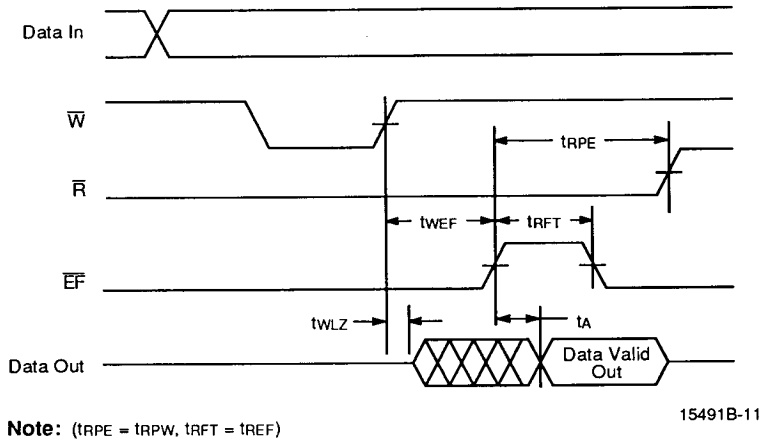 Data In
W̅
tRPE
R̅
tWEF
tRFT
E̅F̅
tWLZ
tA
Data Out
Data Valid
Out
15491B-11
Note: (tRPE = tRPW, tRFT = tREF)